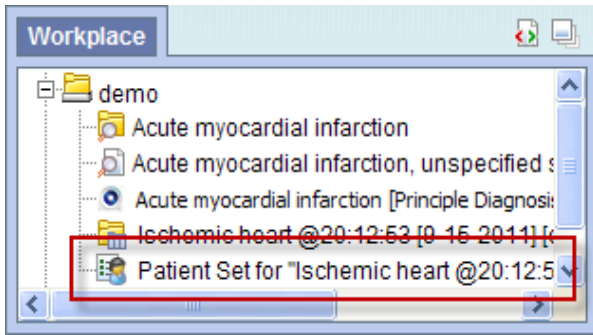 Workplace
demo
Acute myocardial infarction
Acute myocardial infarction, unspecified s
Acute myocardial infarction [Principle Diagnosis
Ischemic heart @20:12:53 [9-15-2011] [
Patient Set for "Ischemic heart @20:12:5